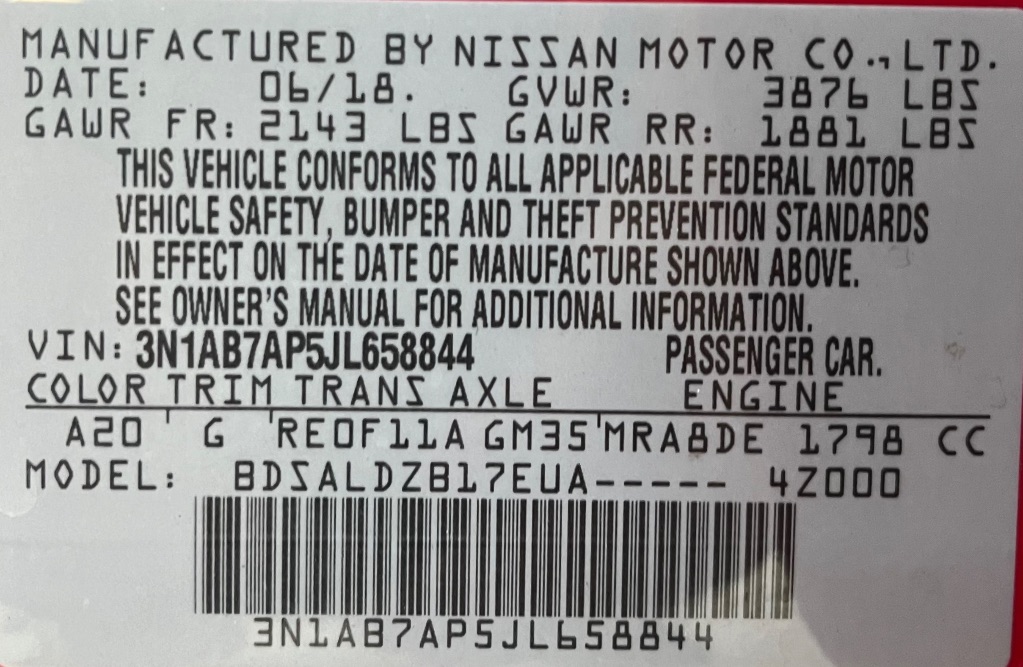 MANUFACTURED BY NISSAN MOTOR CO.,LTD.
DATE: 06/18. GVWR: 3876 LBS
GAWR FR: 2143 LBS GAWR RR: 1881 LBS
THIS VEHICLE CONFORMS TO ALL APPLICABLE FEDERAL MOTOR
VEHICLE SAFETY, BUMPER AND THEFT PREVENTION STANDARDS
IN EFFECT ON THE DATE OF MANUFACTURE SHOWN ABOVE.
SEE OWNER'S MANUAL FOR ADDITIONAL INFORMATION.
VIN: 3N1AB7AP5JL658844 PASSENGER CAR.
COLOR TRIM TRANS AXLE ENGINE
A20 ' G 'RE0F11A GM35'MRA8DE 1798 CC
MODEL: BDSALDZB17EUA----- 4Z000
3N1AB7AP5JL658844